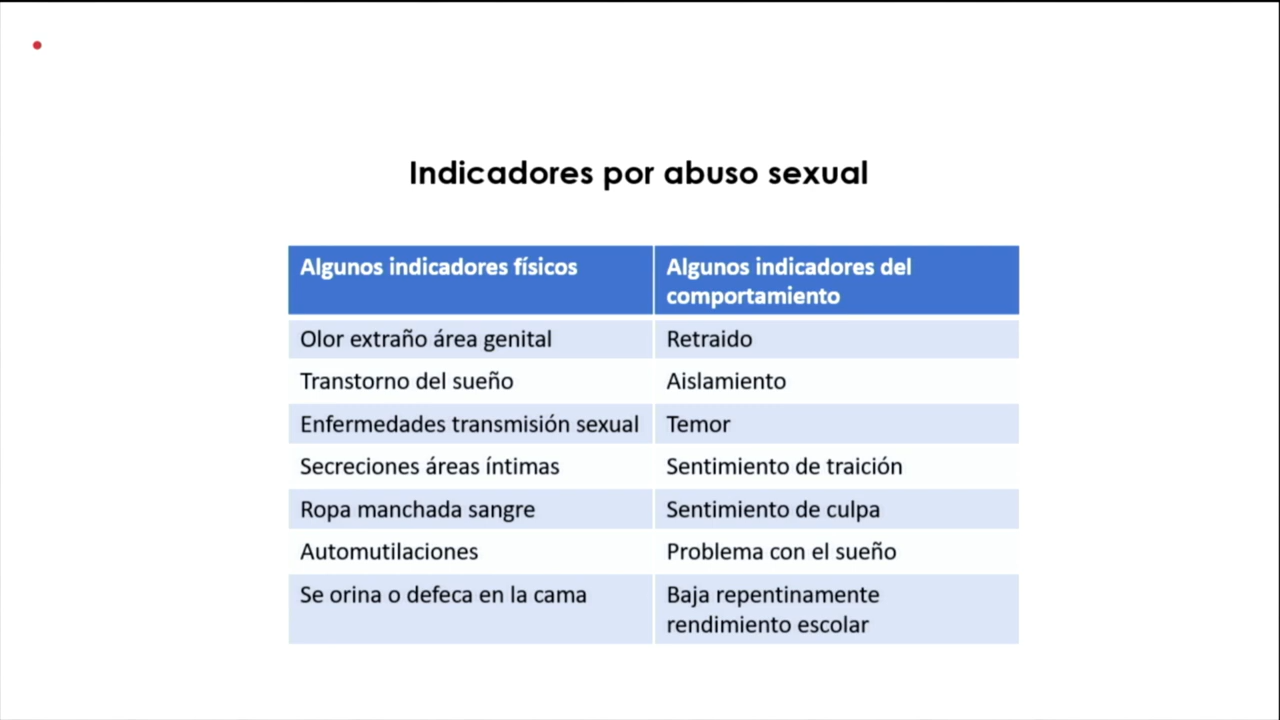 Indicadores por abuso sexual
Algunos indicadores físicos
Algunos indicadores del
comportamiento
Olor extraño área genital
Retraido
Transtorno del sueño
Aislamiento
Enfermedades transmisión sexual
Temor
Secreciones áreas íntimas
Sentimiento de traición
Ropa manchada sangre
Sentimiento de culpa
Automutilaciones
Problema con el sueño
Se orina o defeca en la cama
Baja repentinamente
rendimiento escolar